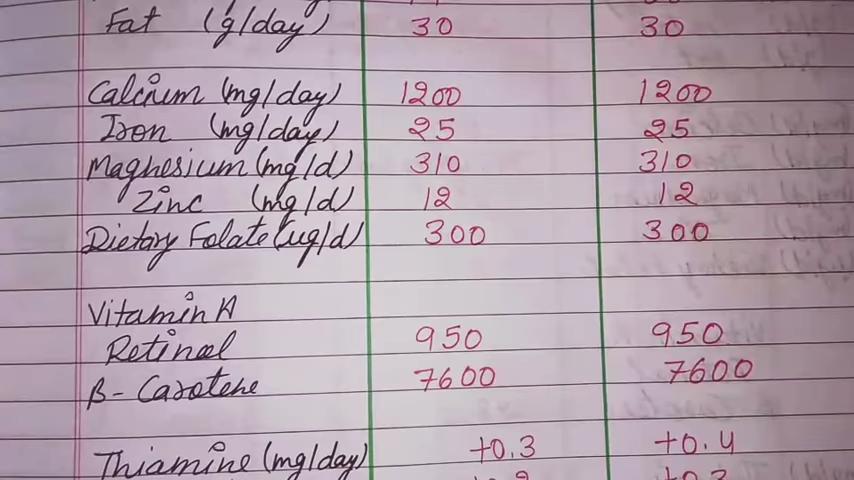 Fat (g/day) 30 30
Calcium (mg/day) 1200 1200
Iron (mg/day) 25 25
Maghesium (mg/d) 310 310
Zinc (mg/d) 12 12
Dietary Folate (ug/d) 300 300
Vitamin A
Retinol 950 950
β-Carotene 7600 7600
Thiamine (mg/day) +0.3 +0.4